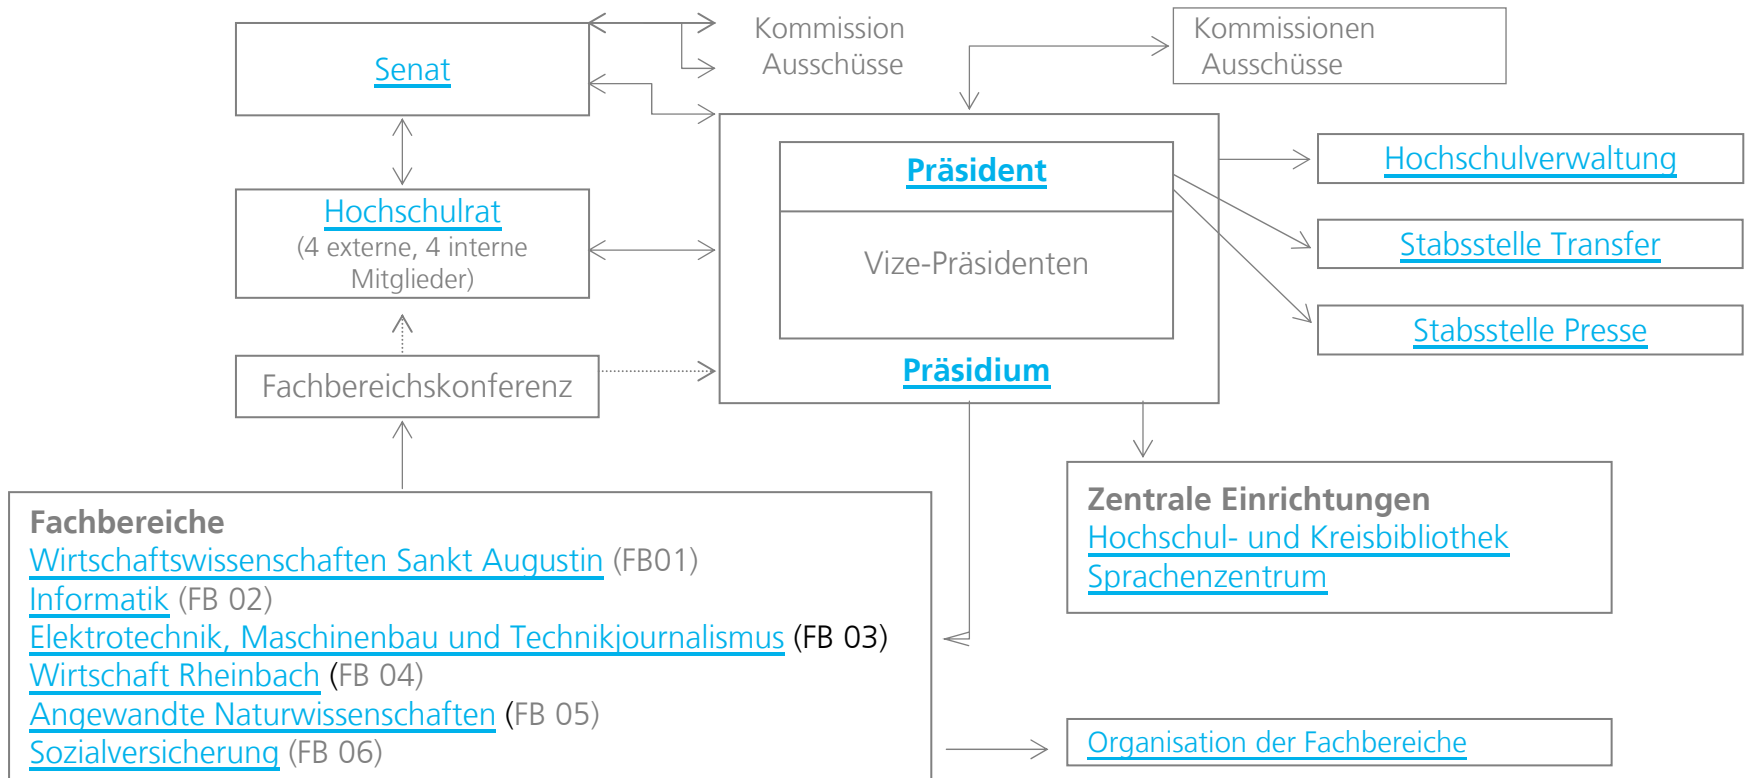 Kommission
Ausschüsse
Kommissionen
Ausschüsse
Senat
Präsident
Hochschulverwaltung
Hochschulrat
(4 externe, 4 interne
Mitglieder)
Vize-Präsidenten
Stabsstelle Transfer
Stabsstelle Presse
Präsidium
Fachbereichskonferenz
Fachbereiche
Wirtschaftswissenschaften Sankt Augustin (FB01)
Informatik (FB 02)
Elektrotechnik, Maschinenbau und Technikjournalismus (FB 03)
Wirtschaft Rheinbach (FB 04)
Angewandte Naturwissenschaften (FB 05)
Sozialversicherung (FB 06)
Zentrale Einrichtungen
Hochschul- und Kreisbibliothek
Sprachenzentrum
Organisation der Fachbereiche